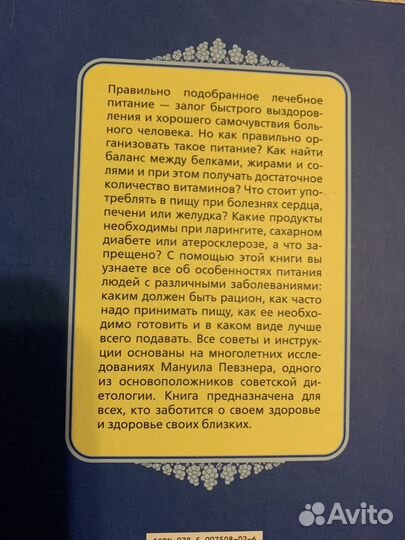 Правильно подобранное лечебное
питание — залог быстрого выздоров-
ления и хорошего самочувствия боль-
ного человека. Но как правильно ор-
ганизовать такое питание? Как найти
баланс между белками, жирами и со-
лями и при этом получать достаточное
количество витаминов? Что стоит упо-
треблять в пищу при болезнях сердца,
печени или желудка? Какие продукты
необходимы при ларингите, сахарном
диабете или атеросклерозе, а что за-
прещено? С помощью этой книги вы
узнаете все об особенностях питания
людей с различными заболеваниями:
каким должен быть рацион, как часто
надо принимать пищу, как ее необхо-
димо готовить и в каком виде лучше
всего подавать. Все советы и инструк-
ции основаны на многолетних иссле-
дованиях Мануила Певзнера, одного
из основоположников советской ди-
етологии. Книга предназначена для
всех, кто заботится о своем здоровье
и здоровье своих близких.
Avito